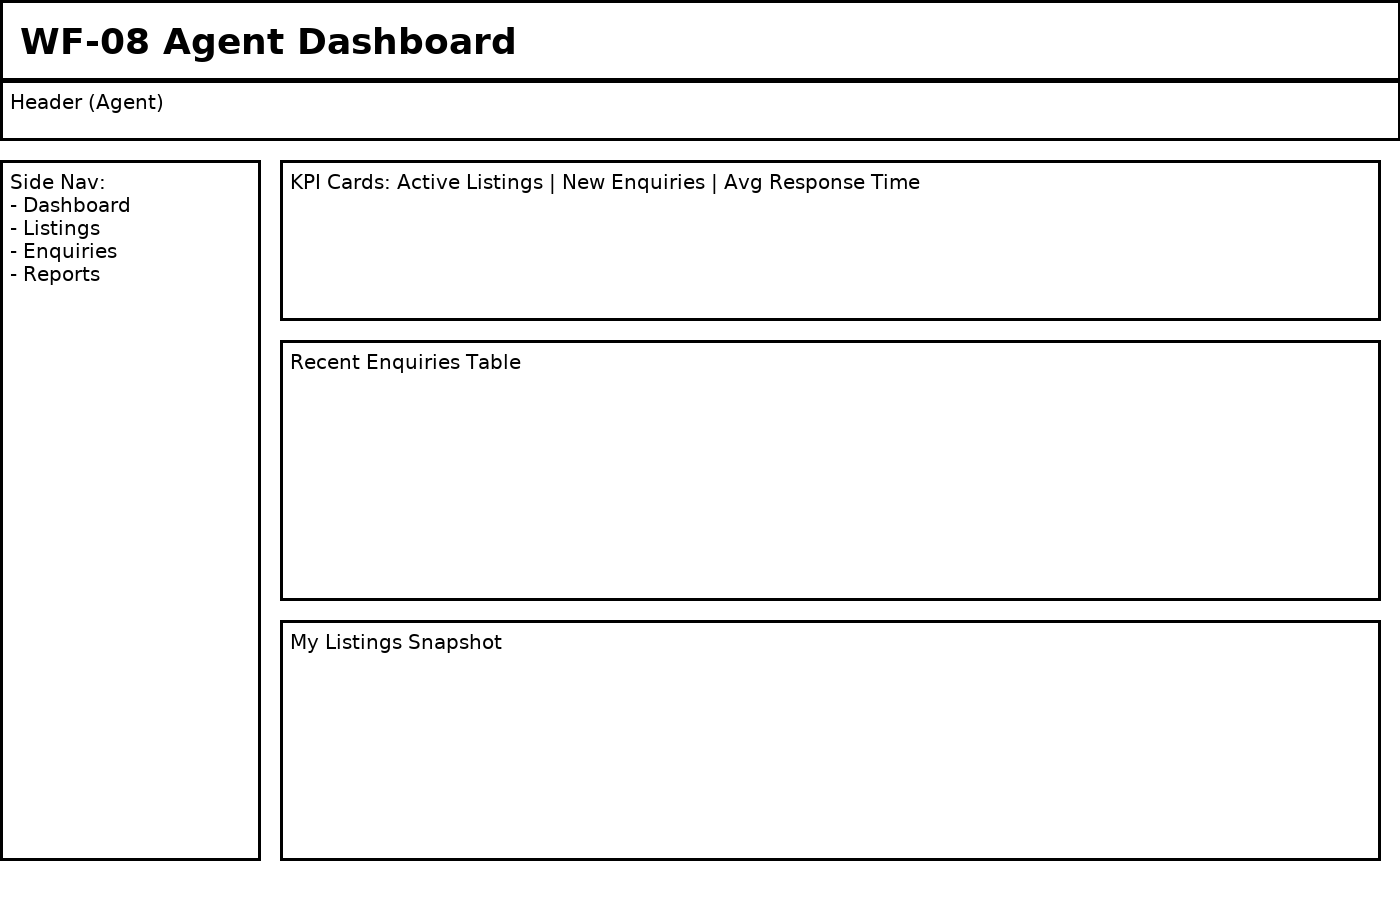 WF-08 Agent Dashboard
Header (Agent)
Side Nav:
- Dashboard
- Listings
- Enquiries
- Reports
KPI Cards: Active Listings | New Enquiries | Avg Response Time
Recent Enquiries Table
My Listings Snapshot